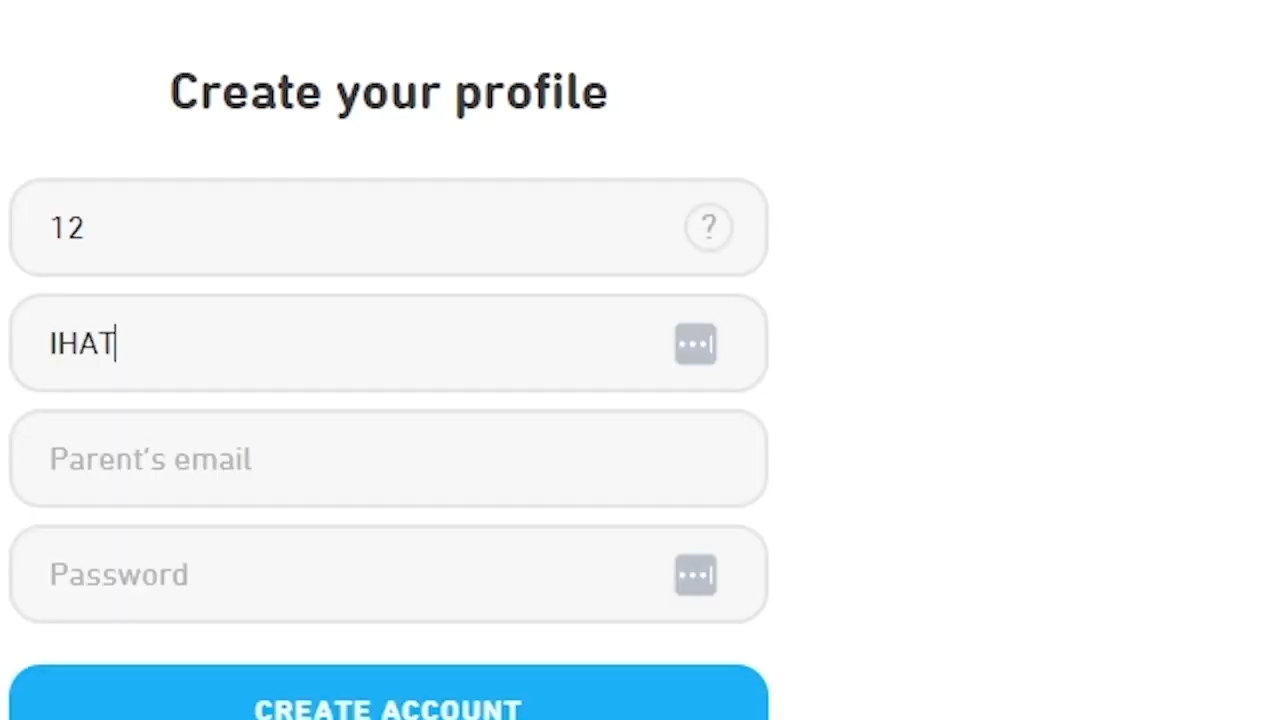 Create your profile
12
?
IHAT
Parent's email
Password
CREATE ACCOUNT